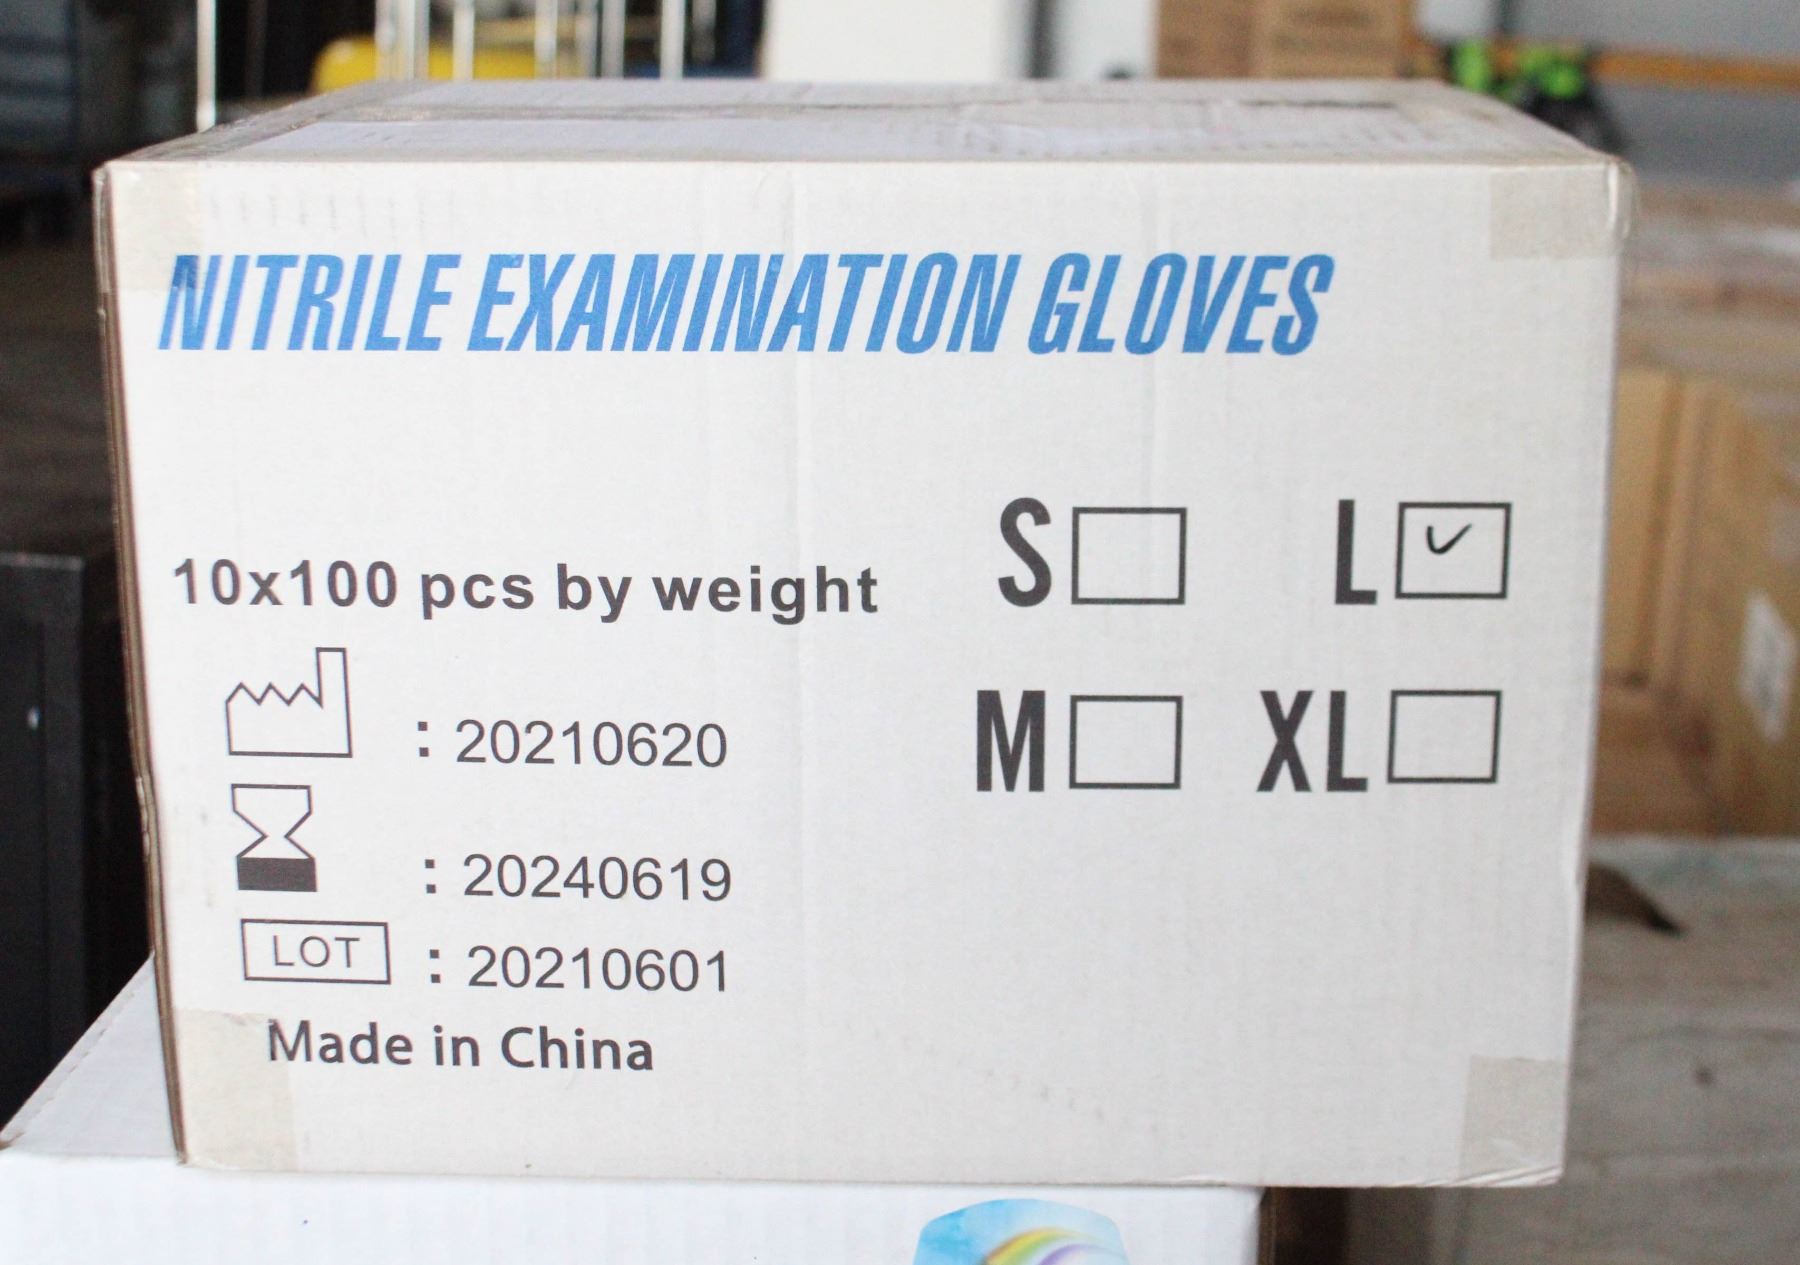 NITRILE EXAMINATION GLOVES
10x100 pcs by weight
S L
M XL
: 20210620
: 20240619
LOT : 20210601
Made in China